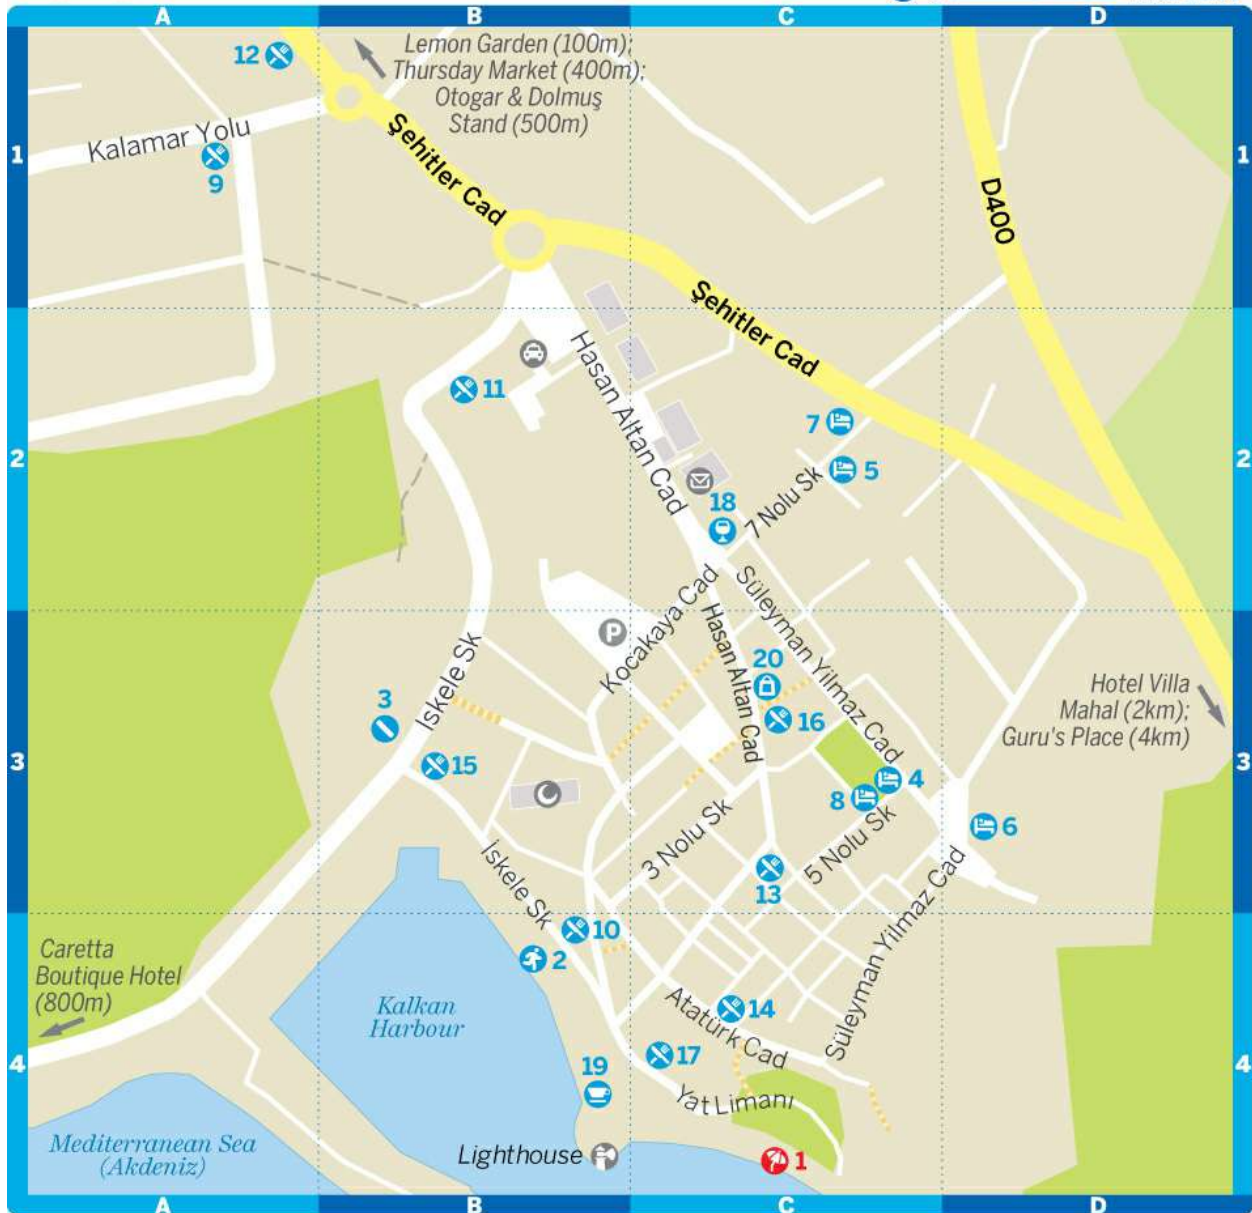 A
B
C
D
12
Lemon Garden (100m);
Thursday Market (400m);
Otogar & Dolmuş
Stand (500m)
Kalamar Yolu
1
1
9
Şehitler Cad
D400
Şehitler Cad
Hasan Altan Cad
11
7
5
2
2
18
7 Nolu Sk
Süleyman Yilmaz Cad
Kocakaya Cad
Hasan Altan Cad
P
İskele Sk
20
3
16
Hotel Villa
Mahal (2km);
Guru's Place (4km)
3
3
15
4
8
6
3 Nolu Sk
5 Nolu Sk
13
İskele Sk
Süleyman Yilmaz Cad
10
2
Caretta
Boutique Hotel
(800m)
Kalkan
Harbour
14
Atatürk Cad
17
4
4
19
Yat Limanı
Mediterranean Sea
(Akdeniz)
Lighthouse
1
A
B
C
D